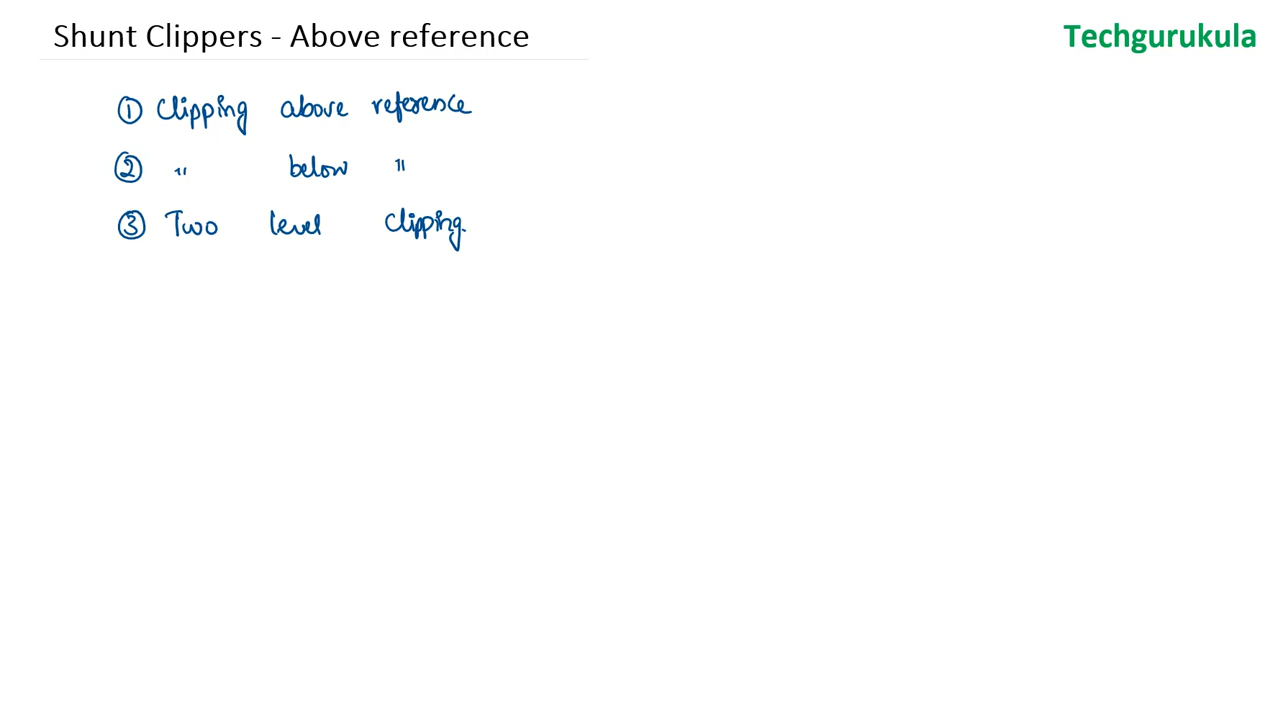 Shunt Clippers - Above reference
Techgurukula
① Clipping above reference
② " below "
③ Two level Clipping.